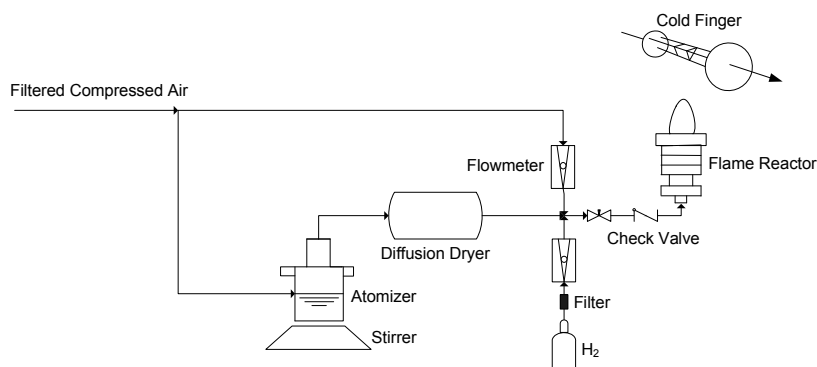 Cold Finger
Filtered Compressed Air
Flowmeter
Flame Reactor
Diffusion Dryer
Check Valve
Atomizer
Filter
Stirrer
H2